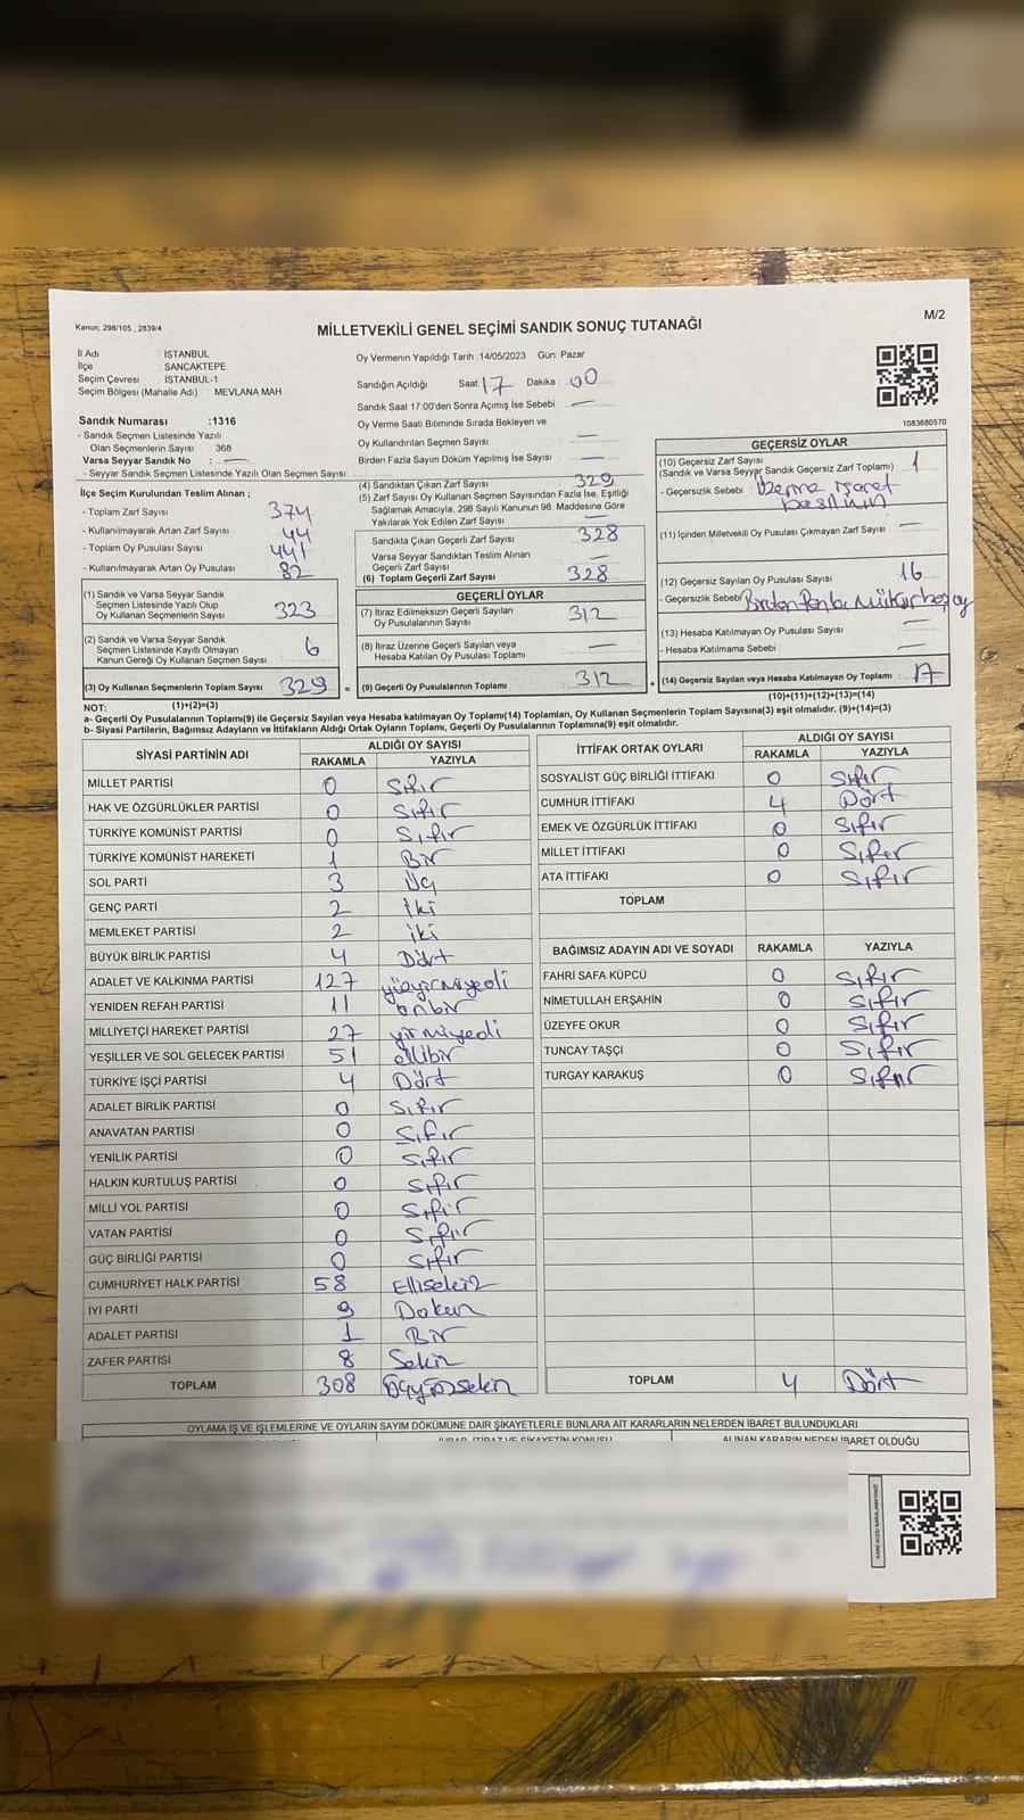 Kanun: 298/105 , 2839/4
MİLLETVEKİLİ GENEL SEÇİMİ SANDIK SONUÇ TUTANAĞI
M/2
İl Adı İSTANBUL
İlçe SANCAKTEPE
Seçim Çevresi İSTANBUL-1
Seçim Bölgesi (Mahalle Adı) MEVLANA MAH
Sandık Numarası :1316
- Sandık Seçmen Listesinde Yazılı
Olan Seçmenlerin Sayısı 368
Varsa Seyyar Sandık No : —
- Seyyar Sandık Seçmen Listesinde Yazılı Olan Seçmen Sayısı:
İlçe Seçim Kurulundan Teslim Alınan ;
- Toplam Zarf Sayısı 374
- Kullanılmayarak Artan Zarf Sayısı 44
- Toplam Oy Pusulası Sayısı 441
- Kullanılmayarak Artan Oy Pusulası 82
(1) Sandık ve Varsa Seyyar Sandık
Seçmen Listesinde Yazılı Olup
Oy Kullanan Seçmenlerin Sayısı 323
(2) Sandık ve Varsa Seyyar Sandık
Seçmen Listesinde Kayıtlı Olmayan
Kanun Gereği Oy Kullanan Seçmen Sayısı 6
(3) Oy Kullanan Seçmenlerin Toplam Sayısı 329
(1)+(2)=(3)
Oy Vermenin Yapıldığı Tarih :14/05/2023 Gün: Pazar
Sandığın Açıldığı Saat 17 Dakika 00
Sandık Saat 17:00'den Sonra Açılmış İse Sebebi —
Oy Verme Saati Bitiminde Sırada Bekleyen ve
Oy Kullandırılan Seçmen Sayısı —
Birden Fazla Sayım Döküm Yapılmış İse Sayısı —
(4) Sandıktan Çıkan Zarf Sayısı 329
(5) Zarf Sayısı Oy Kullanan Seçmen Sayısından Fazla İse, Eşitliği
Sağlamak Amacıyla, 298 Sayılı Kanunun 98. Maddesine Göre
Yakılarak Yok Edilen Zarf Sayısı —
Sandıkta Çıkan Geçerli Zarf Sayısı 328
Varsa Seyyar Sandıktan Teslim Alınan
Geçerli Zarf Sayısı —
(6) Toplam Geçerli Zarf Sayısı 328
GEÇERLİ OYLAR
(7) İtiraz Edilmeksizin Geçerli Sayılan
Oy Pusulalarının Sayısı 312
(8) İtiraz Üzerine Geçerli Sayılan veya
Hesaba Katılan Oy Pusulası Toplamı —
= (9) Geçerli Oy Pusulalarının Toplamı 312
1083680570
GEÇERSİZ OYLAR
(10) Geçersiz Zarf Sayısı 1
(Sandık ve Varsa Seyyar Sandık Geçersiz Zarf Toplamı)
- Geçersizlik Sebebi
(11) İçinden Milletvekili Oy Pusulası Çıkmayan Zarf Sayısı —
(12) Geçersiz Sayılan Oy Pusulası Sayısı 16
- Geçersizlik Sebebi
(13) Hesaba Katılmayan Oy Pusulası Sayısı —
- Hesaba Katılmama Sebebi —
+ (14) Geçersiz Sayılan veya Hesaba Katılmayan Oy Toplamı : 17
(10)+(11)+(12)+(13)=(14)
NOT:
a- Geçerli Oy Pusulalarının Toplamı(9) ile Geçersiz Sayılan veya Hesaba katılmayan Oy Toplamı(14) Toplamları, Oy Kullanan Seçmenlerin Toplam Sayısına(3) eşit olmalıdır. (9)+(14)=(3)
b- Siyasi Partilerin, Bağımsız Adayların ve İttifakların Aldığı Ortak Oyların Toplamı, Geçerli Oy Pusulalarının Toplamına(9) eşit olmalıdır.
SİYASİ PARTİNİN ADI ALDIĞI OY SAYISI
RAKAMLA YAZIYLA
MİLLET PARTİSİ 0 Sıfır
HAK VE ÖZGÜRLÜKLER PARTİSİ 0 Sıfır
TÜRKİYE KOMÜNİST PARTİSİ 0 Sıfır
TÜRKİYE KOMÜNİST HAREKETİ 1 Bir
SOL PARTİ 3 Üç
GENÇ PARTİ 2 İki
MEMLEKET PARTİSİ 2 iki
BÜYÜK BİRLİK PARTİSİ 4 Dört
ADALET VE KALKINMA PARTİSİ 127 yüzyirmiyedi
YENİDEN REFAH PARTİSİ 11 onbir
MİLLİYETÇİ HAREKET PARTİSİ 27 yirmiyedi
YEŞİLLER VE SOL GELECEK PARTİSİ 51 ellibir
TÜRKİYE İŞÇİ PARTİSİ 4 Dört
ADALET BİRLİK PARTİSİ 0 Sıfır
ANAVATAN PARTİSİ 0 Sıfır
YENİLİK PARTİSİ 0 Sıfır
HALKIN KURTULUŞ PARTİSİ 0 Sıfır
MİLLİ YOL PARTİSİ 0 Sıfır
VATAN PARTİSİ 0 Sıfır
GÜÇ BİRLİĞİ PARTİSİ 0 Sıfır
CUMHURİYET HALK PARTİSİ 58 Ellisekiz
İYİ PARTİ 9 Dokuz
ADALET PARTİSİ 1 Bir
ZAFER PARTİSİ 8 Sekiz
TOPLAM 308 Üçyüzsekiz
İTTİFAK ORTAK OYLARI ALDIĞI OY SAYISI
RAKAMLA YAZIYLA
SOSYALİST GÜÇ BİRLİĞİ İTTİFAKI 0 Sıfır
CUMHUR İTTİFAKI 4 Dört
EMEK VE ÖZGÜRLÜK İTTİFAKI 0 Sıfır
MİLLET İTTİFAKI 0 Sıfır
ATA İTTİFAKI 0 Sıfır
TOPLAM
BAĞIMSIZ ADAYIN ADI VE SOYADI RAKAMLA YAZIYLA
FAHRİ SAFA KÜPCÜ 0 Sıfır
NİMETULLAH ERŞAHİN 0 Sıfır
ÜZEYFE OKUR 0 Sıfır
TUNCAY TAŞÇI 0 Sıfır
TURGAY KARAKUŞ 0 Sıfır
TOPLAM 4 Dört
OYLAMA İŞ VE İŞLEMLERİNE VE OYLARIN SAYIM DÖKÜMÜNE DAİR ŞİKAYETLERLE BUNLARA AİT KARARLARIN NELERDEN İBARET BULUNDUKLARI
ALINAN KARARIN NEDEN İBARET OLDUĞU